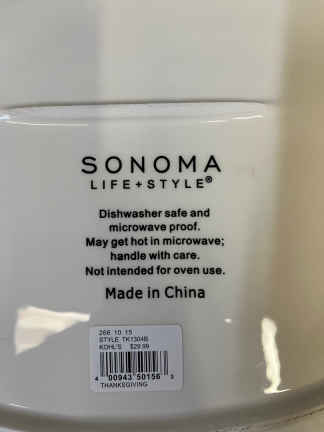 SONOMA
LIFE+STYLE®
Dishwasher safe and
microwave proof.
May get hot in microwave;
handle with care.
Not intended for oven use.
Made in China
266 10 15
STYLE TK1304B
KOHL'S $29.99
4 00943 50156 3
THANKSGIVING